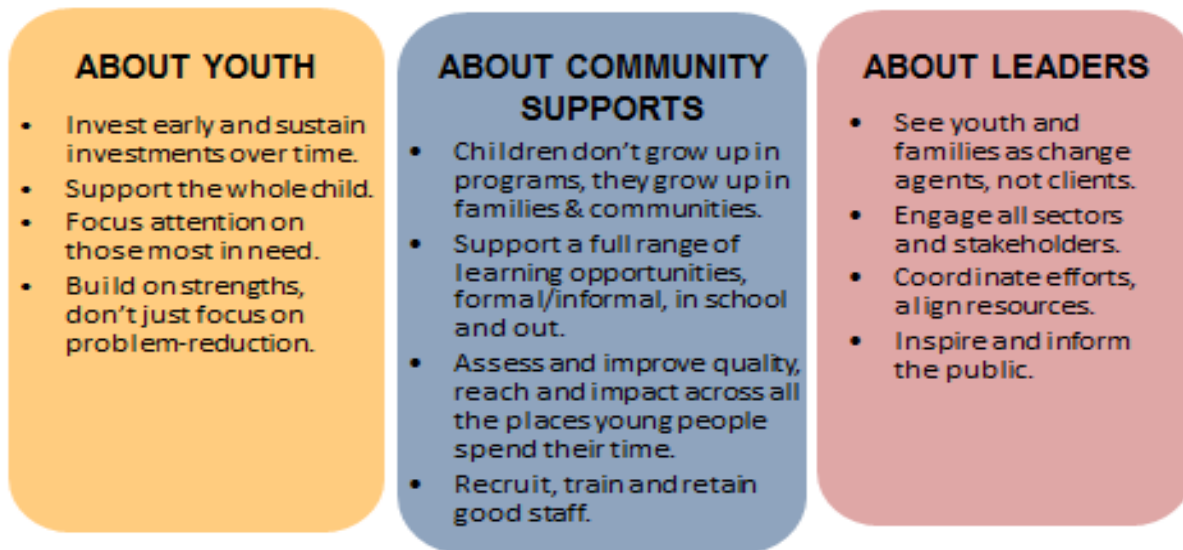 ABOUT YOUTH
• Invest early and sustain
investments over time.
• Support the whole child.
• Focus attention on
those most in need.
• Build on strengths,
don't just focus on
problem-reduction.
ABOUT COMMUNITY
SUPPORTS
• Children don't grow up in
programs, they grow up in
families & communities.
• Support a full range of
learning opportunities,
formal/informal, in school
and out.
• Assess and improve quality,
reach and impact across all
the places young people
spend their time.
• Recruit, train and retain
good staff.
ABOUT LEADERS
• See youth and
families as change
agents, not clients.
• Engage all sectors
and stakeholders.
• Coordinate efforts,
align resources.
• Inspire and inform
the public.